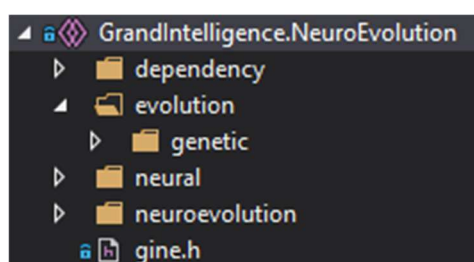 GrandIntelligence.NeuroEvolution
dependency
evolution
genetic
neural
neuroevolution
gine.h